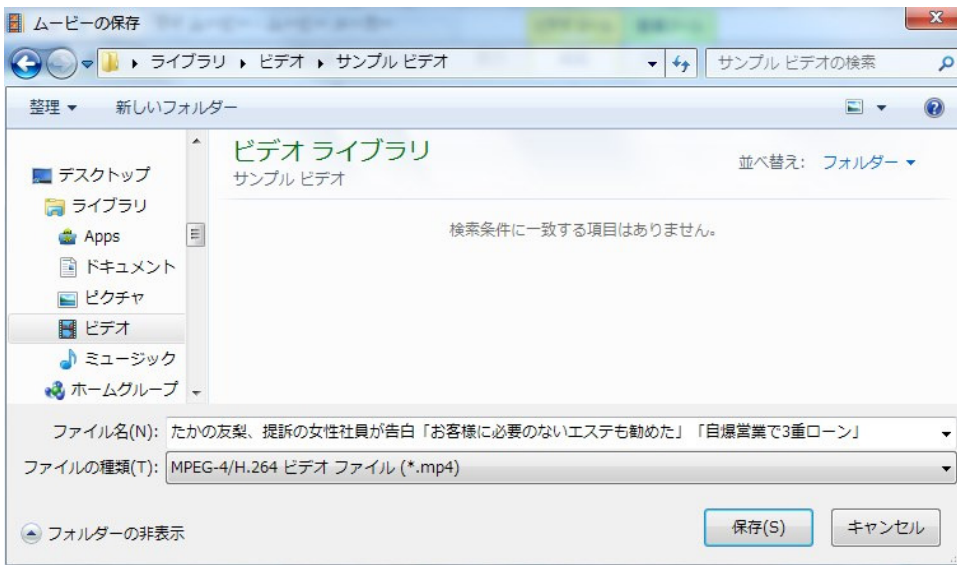 ムービーの保存
ライブラリ ビデオ サンプル ビデオ
サンプル ビデオの検索
整理 新しいフォルダー
ビデオ ライブラリ
サンプル ビデオ
並べ替え: フォルダー
検索条件に一致する項目はありません。
デスクトップ
ライブラリ
Apps
ドキュメント
ピクチャ
ビデオ
ミュージック
ホームグループ
ファイル名(N): たかの友梨、提訴の女性社員が告白「お客様に必要のないエステも勧めた」「自爆営業で3重ローン」
ファイルの種類(T): MPEG-4/H.264 ビデオ ファイル (*.mp4)
フォルダーの非表示
保存(S) キャンセル